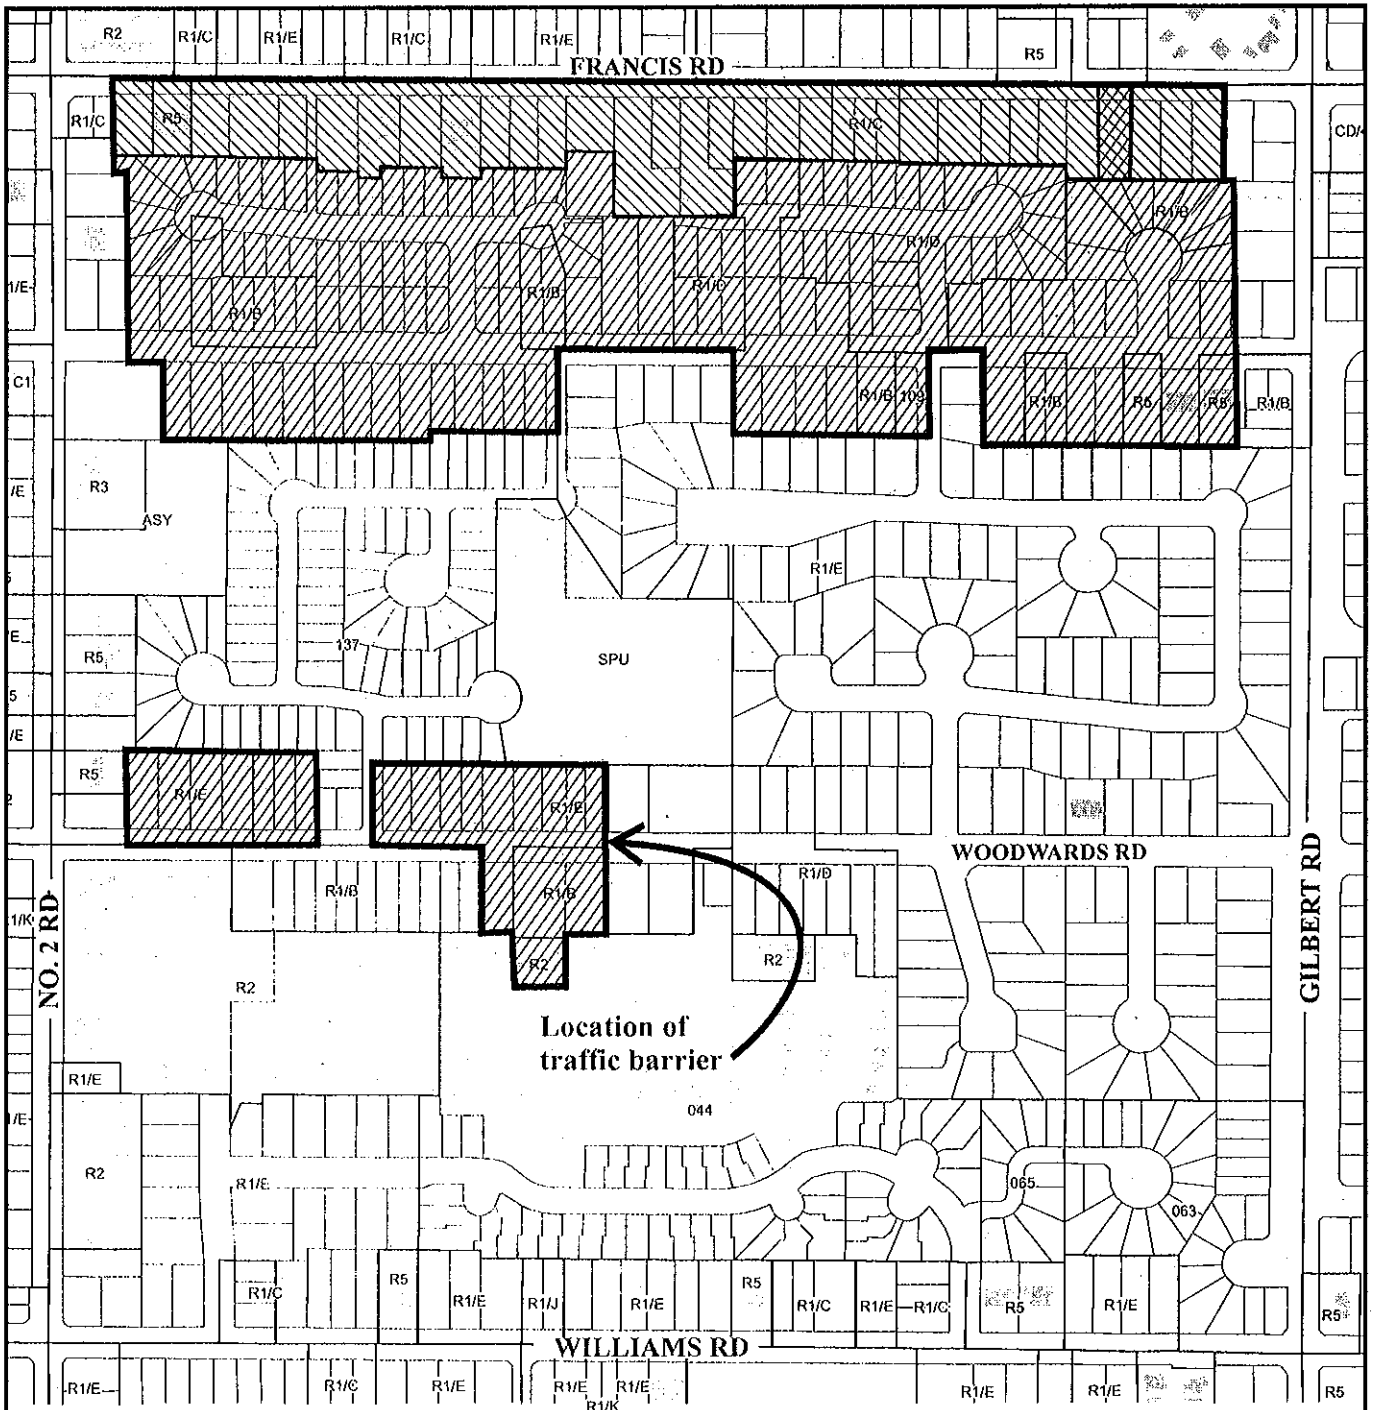 R2
R1/C
R1/E
R1/C
R1/E
R5
FRANCIS RD
R1/C
R5
R1/C
CD/
R1/B
R1/D
1/E
R1/B
R1/B
R1/D
C1
R1/B
109
R1/B
R5
R5
R1/B
/E
R3
ASY
R1/E
E
R5
137
SPU
5
/E
R5
R1/E
R1/E
WOODWARDS RD
R1/B
R1/B
R1/D
1/K
NO. 2 RD
GILBERT RD
R2
R2
R2
Location of
traffic barrier
R1/E
044
1/E
R2
R1/E
065
063
R1/C
R5
R1/E
R1/J
R1/E
R5
R1/C
R1/E
R1/C
R5
R1/E
R5
WILLIAMS RD
R1/E
R1/C
R1/E
R1/E
R1/E
R1/K
R1/E
R1/E
R5